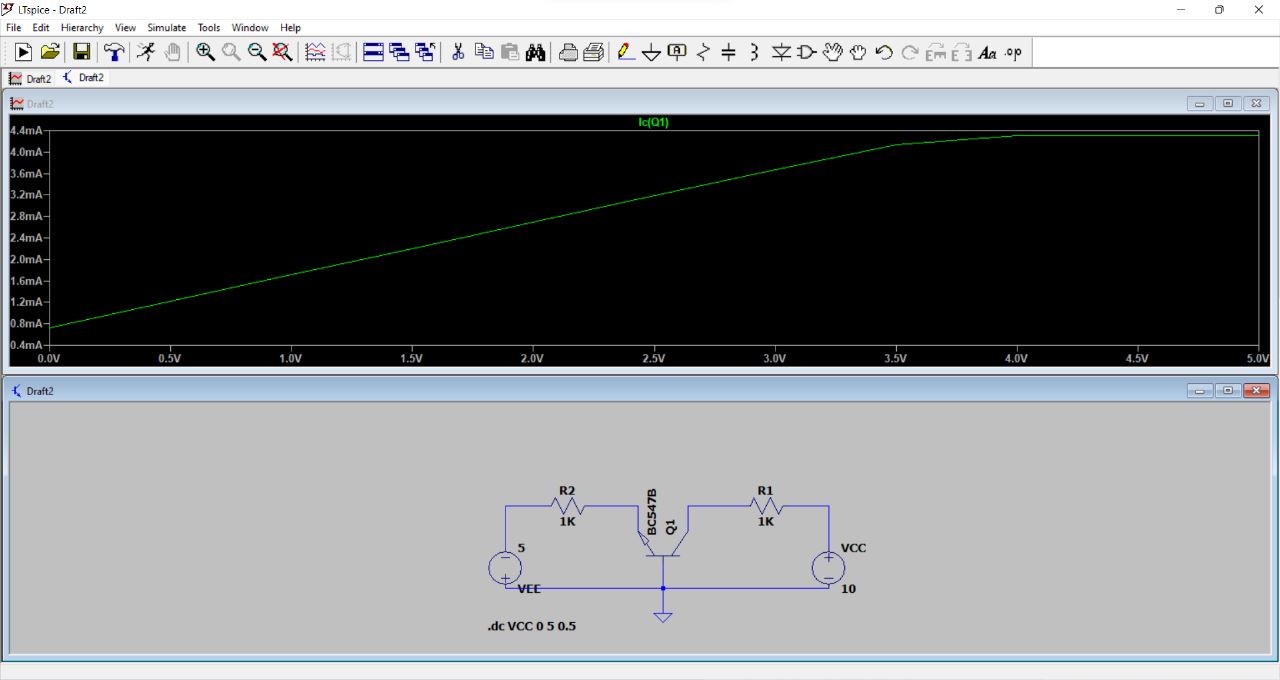 LTspice - Draft2
File Edit Hierarchy View Simulate Tools Window Help
Aa .op
Draft2 Draft2
Draft2
Ic(Q1)
4.4mA
4.0mA
3.6mA
3.2mA
2.8mA
2.4mA
2.0mA
1.6mA
1.2mA
0.8mA
0.4mA
0.0V 0.5V 1.0V 1.5V 2.0V 2.5V 3.0V 3.5V 4.0V 4.5V 5.0V
Draft2
R2 BC547B Q1 R1
1K 1K
5 VCC
VEE 10
.dc VCC 0 5 0.5